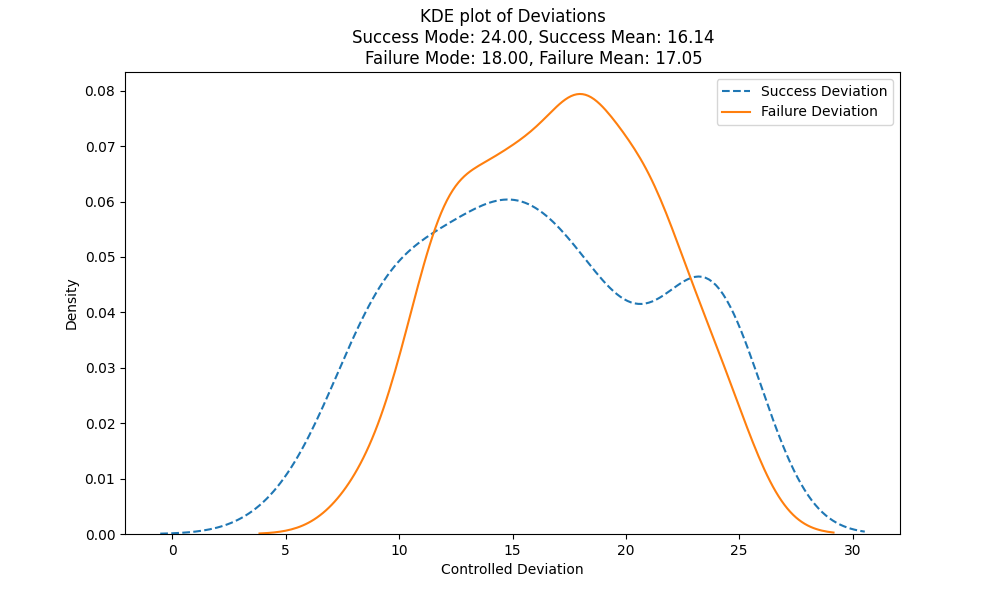 KDE plot of Deviations
Success Mode: 24.00, Success Mean: 16.14
Failure Mode: 18.00, Failure Mean: 17.05
Success Deviation
Failure Deviation
0.08
0.07
0.06
0.05
0.04
0.03
0.02
0.01
0.00
Density
0 5 10 15 20 25 30
Controlled Deviation